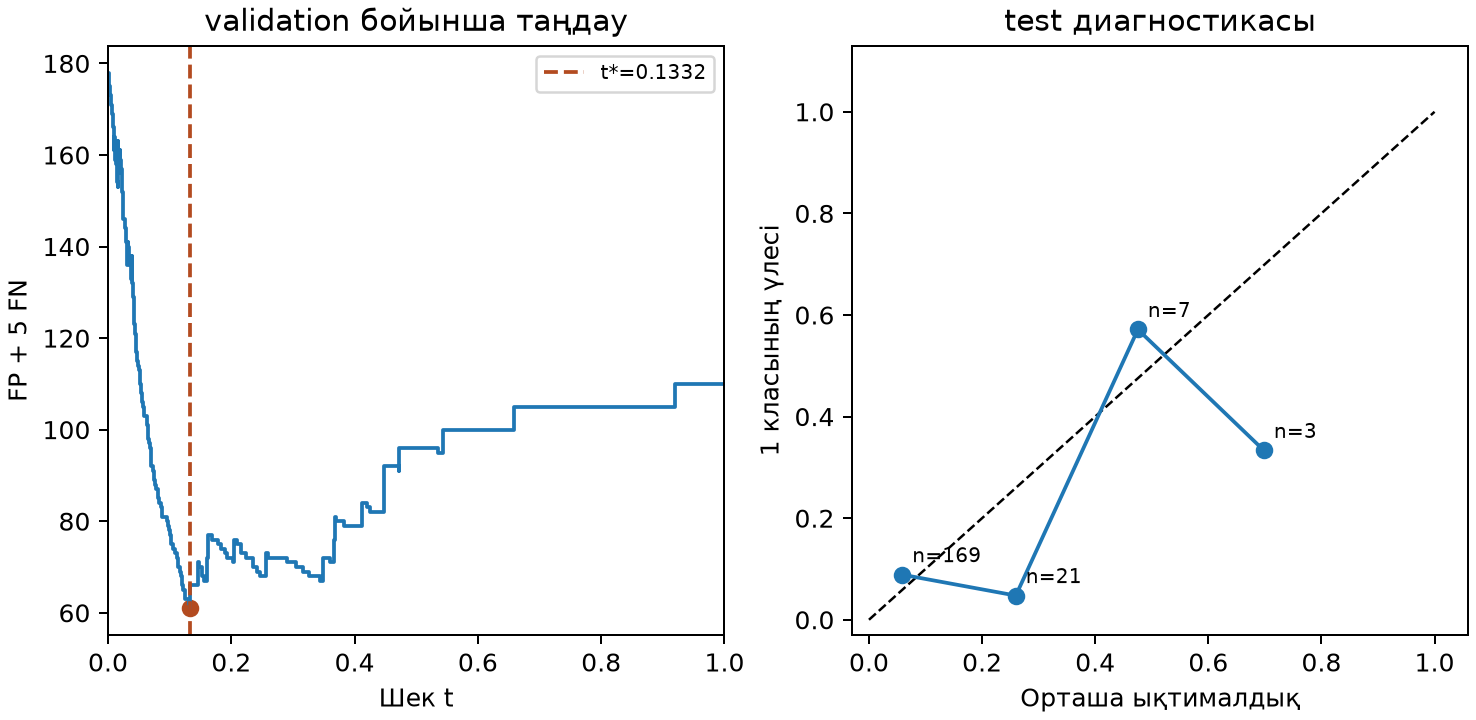 validation бойынша таңдау
t*=0.1332
180
160
140
120
100
80
60
FP + 5 FN
0.0 0.2 0.4 0.6 0.8 1.0
Шек t
test диагностикасы
1.0
0.8
0.6
0.4
0.2
0.0
1 класының үлесі
n=7
n=3
n=169
n=21
0.0 0.2 0.4 0.6 0.8 1.0
Орташа ықтималдық